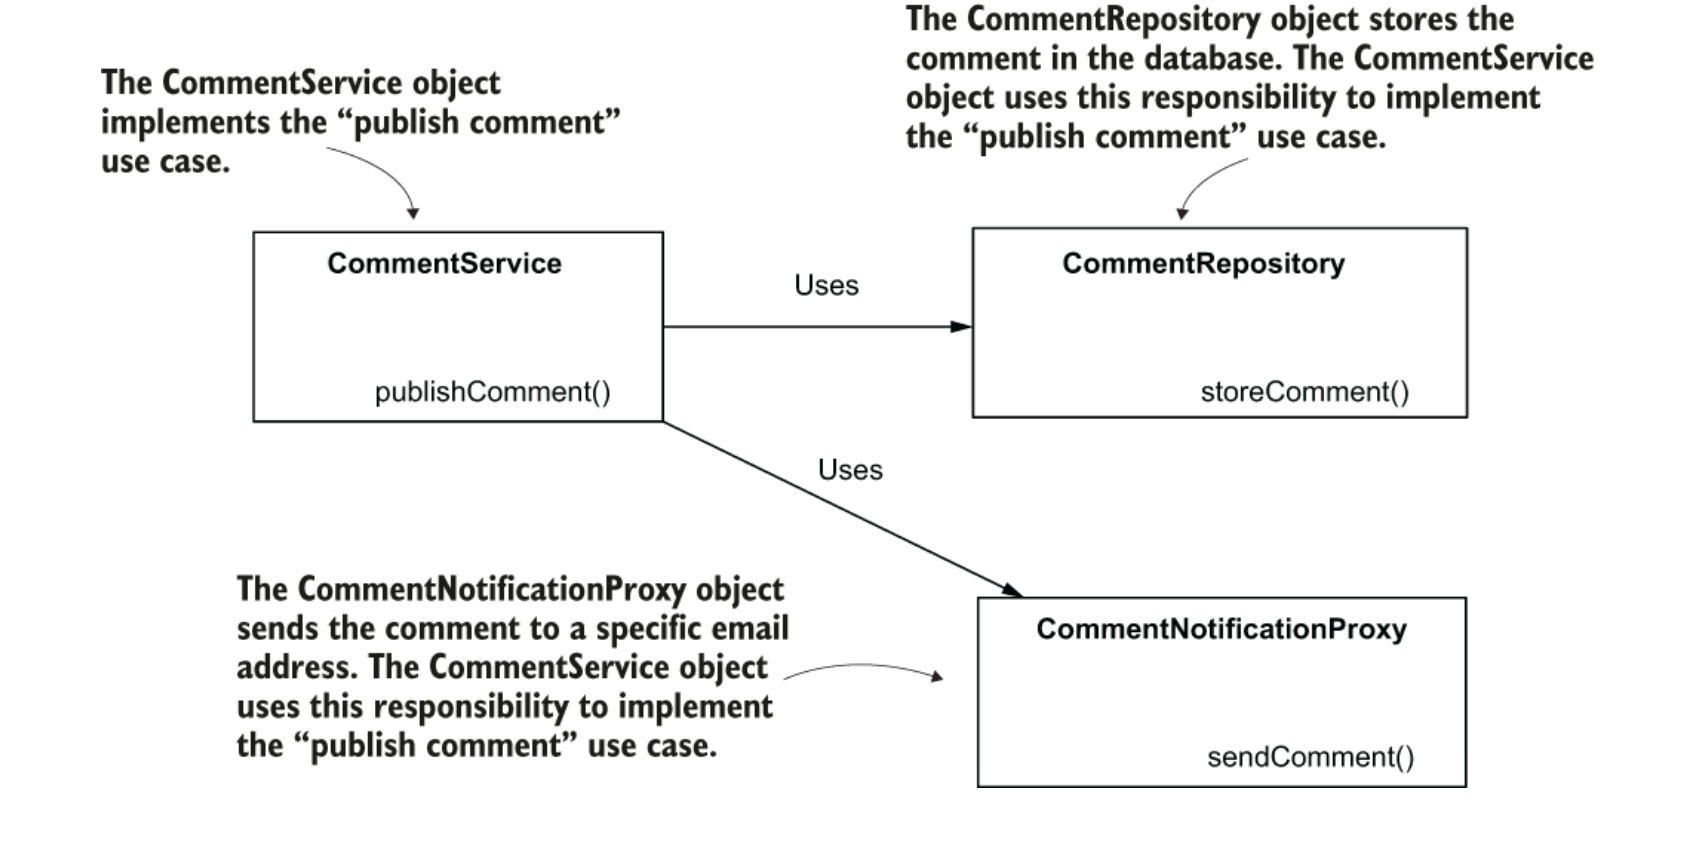 The CommentRepository object stores the
comment in the database. The CommentService
object uses this responsibility to implement
the “publish comment” use case.
The CommentService object
implements the “publish comment”
use case.
CommentService
publishComment()
Uses
CommentRepository
storeComment()
Uses
The CommentNotificationProxy object
sends the comment to a specific email
address. The CommentService object
uses this responsibility to implement
the “publish comment” use case.
CommentNotificationProxy
sendComment()